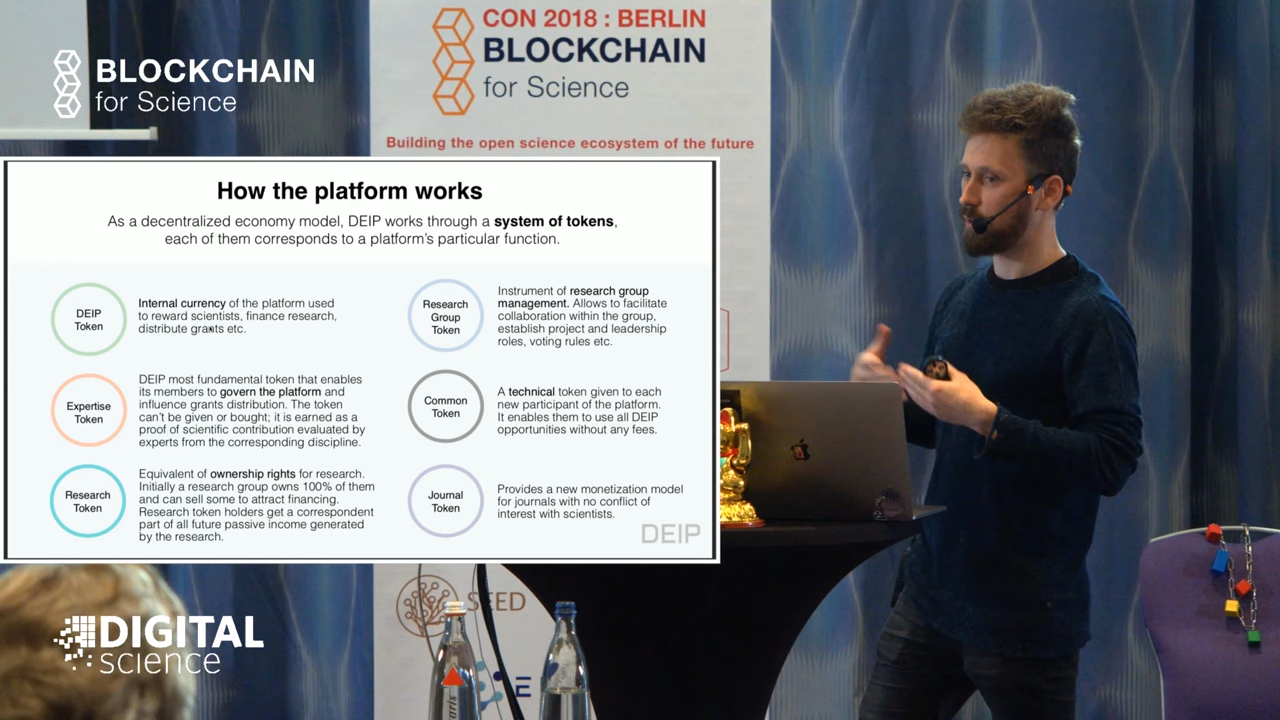 CON 2018 : BERLIN
BLOCKCHAIN
for Science
Building the open science ecosystem of the future
BLOCKCHAIN
for Science
How the platform works
As a decentralized economy model, DEIP works through a system of tokens,
each of them corresponds to a platform's particular function.
DEIP
Token
Internal currency of the platform used
to reward scientists, finance research,
distribute grants etc.
Expertise
Token
DEIP most fundamental token that enables
its members to govern the platform and
influence grants distribution. The token
can't be given or bought; it is earned as a
proof of scientific contribution evaluated by
experts from the corresponding discipline.
Research
Token
Equivalent of ownership rights for research.
Initially a research group owns 100% of them
and can sell some to attract financing.
Research token holders get a correspondent
part of all future passive income generated
by the research.
Research
Group
Token
Instrument of research group
management. Allows to facilitate
collaboration within the group,
establish project and leadership
roles, voting rules etc.
Common
Token
A technical token given to each
new participant of the platform.
It enables them to use all DEIP
opportunities without any fees.
Journal
Token
Provides a new monetization model
for journals with no conflict of
interest with scientists.
DEIP
SEED
E
DIGITAL
science